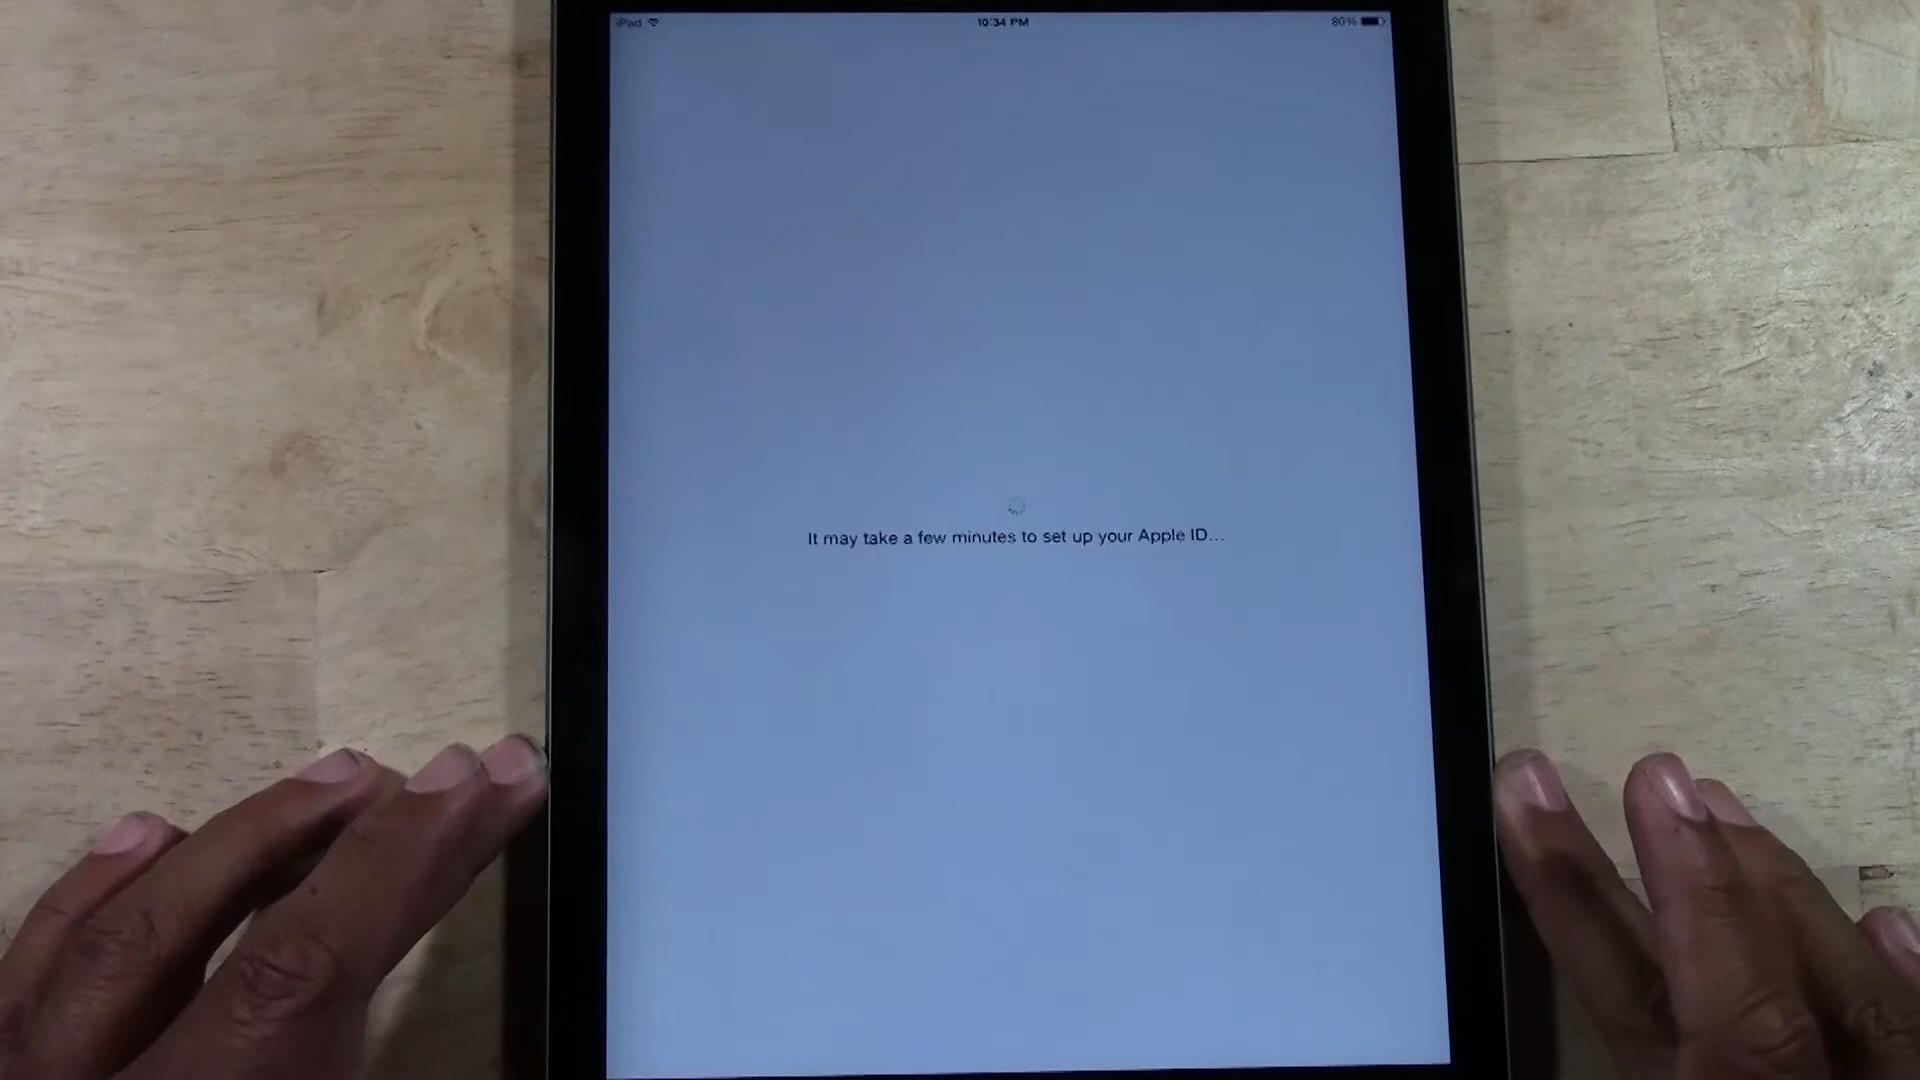 iPad 10:34 PM 80%
It may take a few minutes to set up your Apple ID...